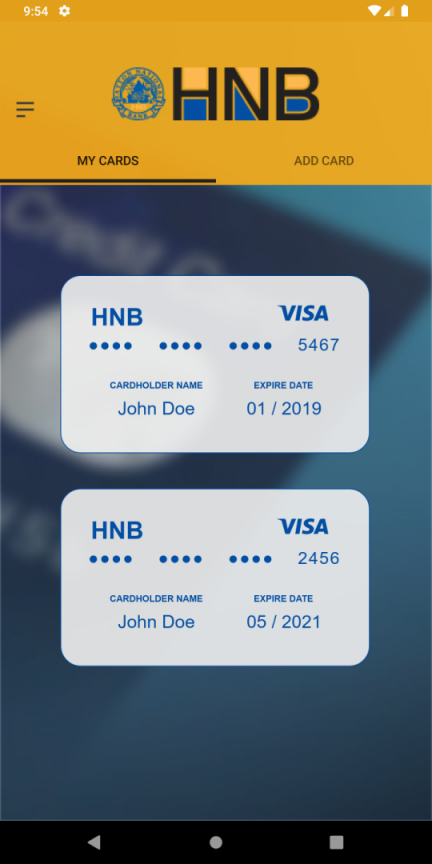 9:54
HNB
MY CARDS ADD CARD
Credit C
HNB VISA
•••• •••• •••• 5467
CARDHOLDER NAME EXPIRE DATE
John Doe 01 / 2019
HNB VISA
•••• •••• •••• 2456
CARDHOLDER NAME EXPIRE DATE
John Doe 05 / 2021